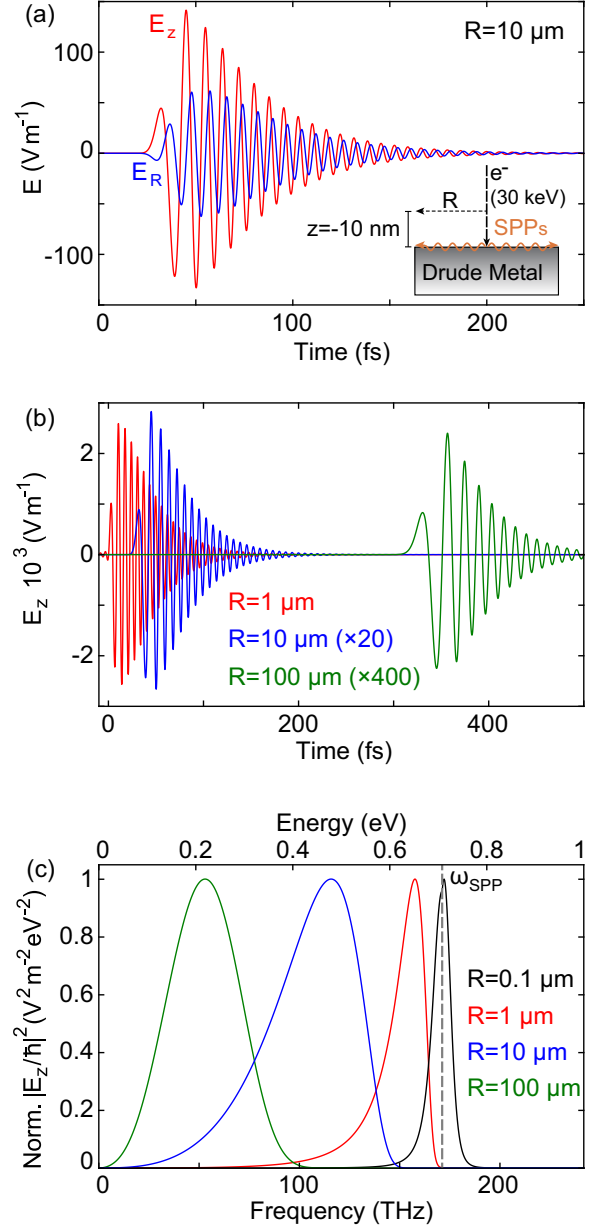 (a)
E_z
R=10 µm
100
0
-100
E (V m⁻¹)
E_R
e⁻
(30 keV)
R
z=-10 nm
SPPs
Drude Metal
0 100 200
Time (fs)
(b)
2
0
-2
E_z 10³ (V m⁻¹)
R=1 µm
R=10 µm (×20)
R=100 µm (×400)
0 200 400
Time (fs)
Energy (eV)
0 0.2 0.4 0.6 0.8 1
(c)
ω_SPP
1
0.8
0.6
0.4
0.2
0
Norm. |E_z/ħ|² (V² m⁻² eV⁻²)
R=0.1 µm
R=1 µm
R=10 µm
R=100 µm
0 100 200
Frequency (THz)